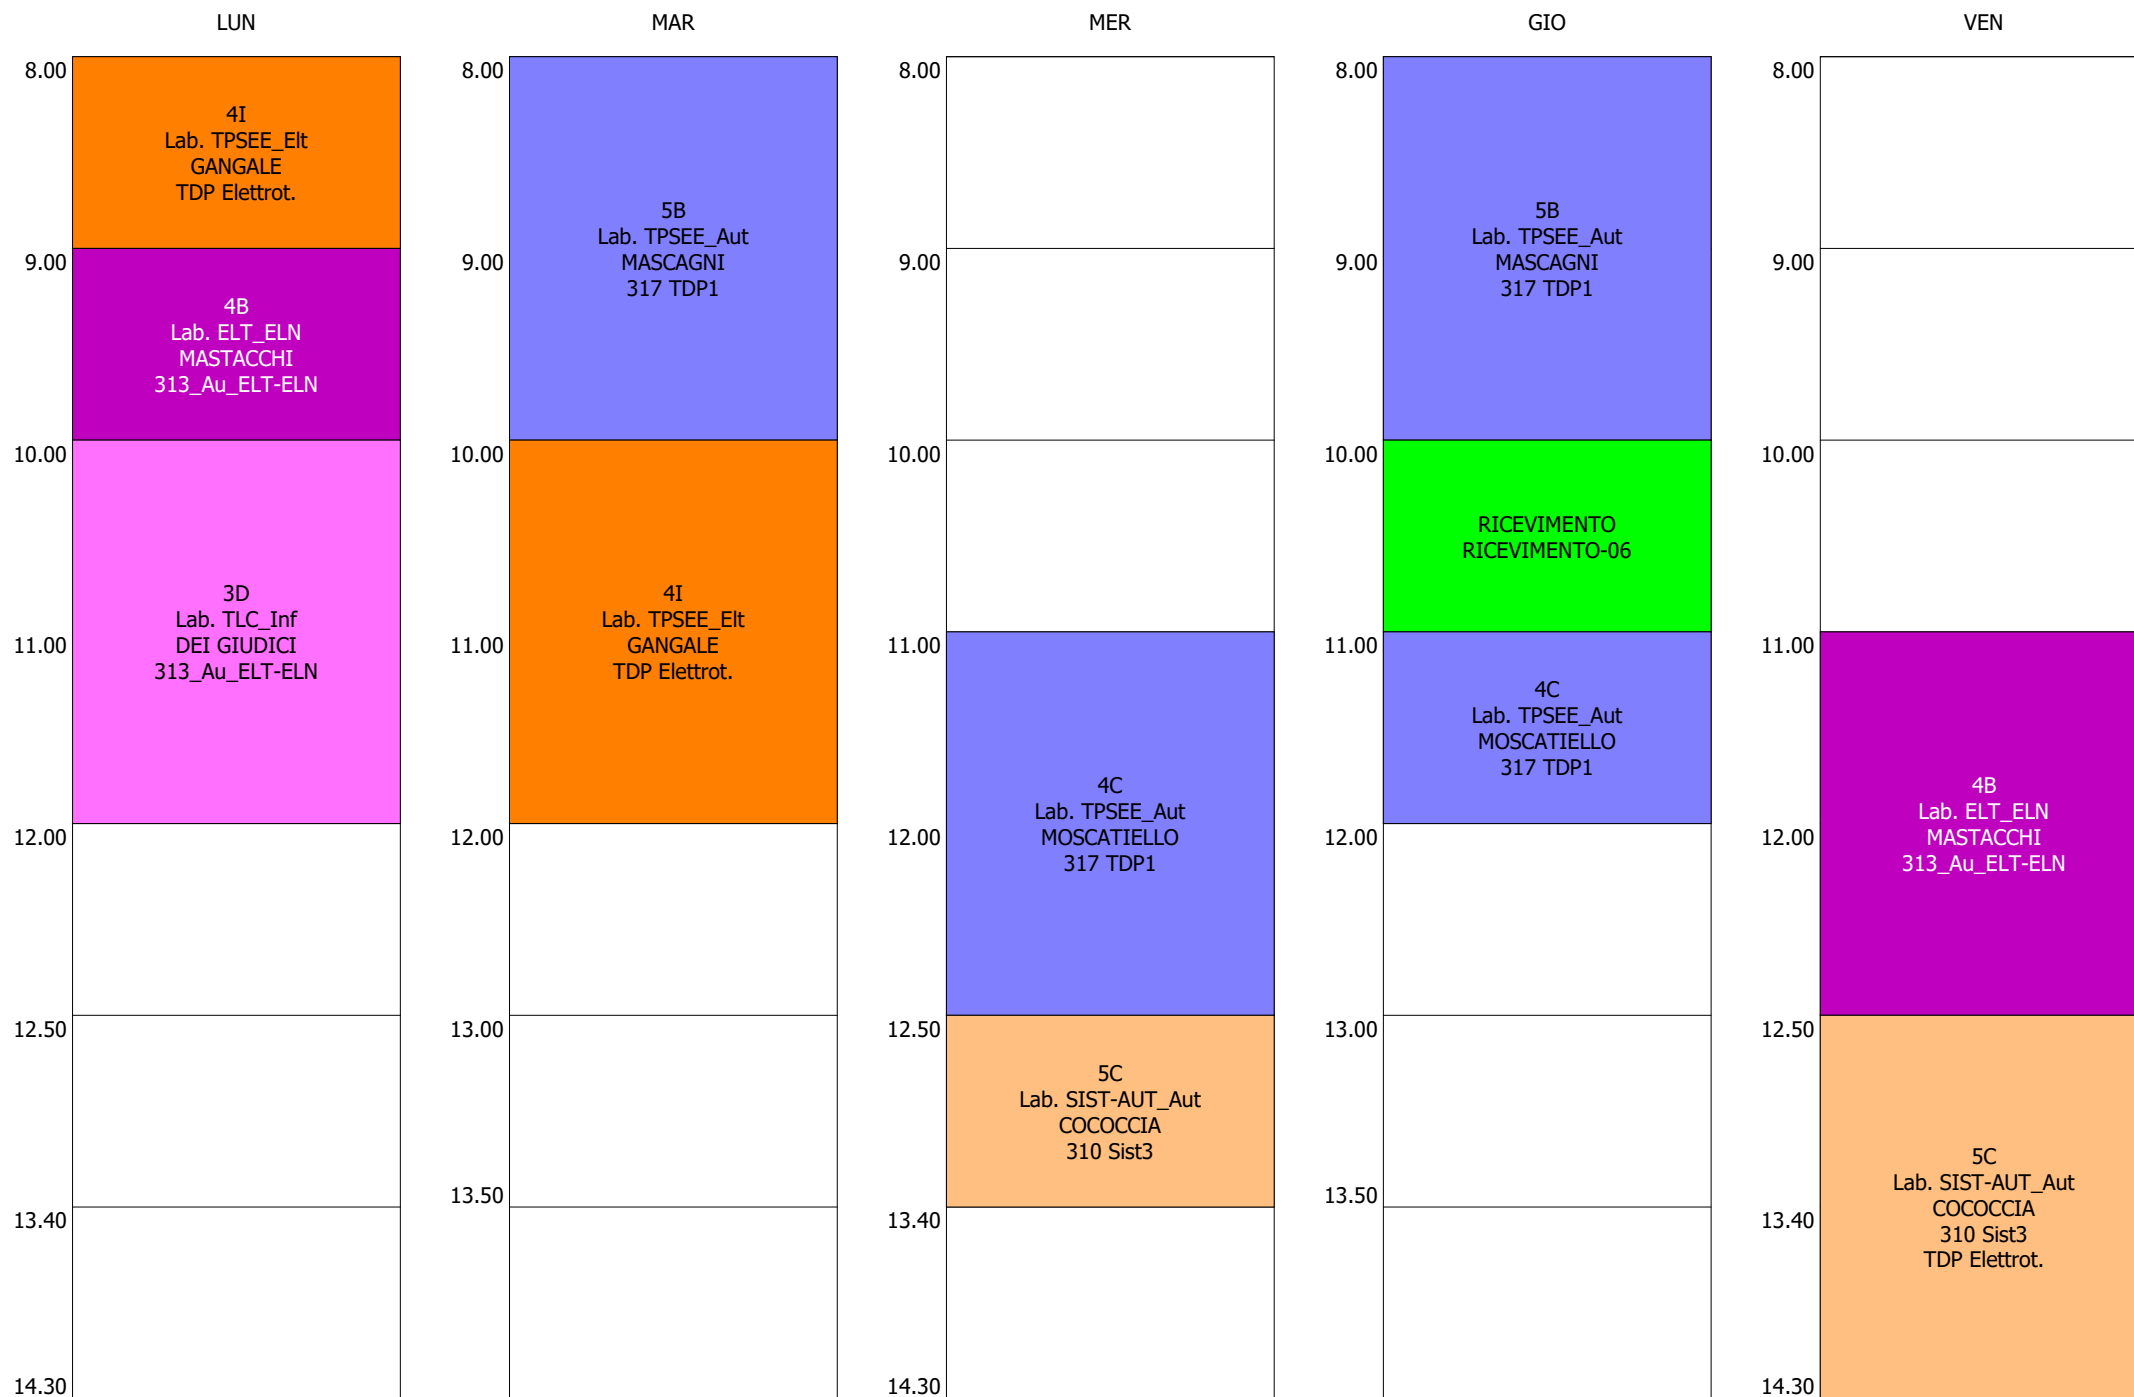 LUN
8.00
4I
Lab. TPSEE_Elt
GANGALE
TDP Elettrot.
9.00
4B
Lab. ELT_ELN
MASTACCHI
313_Au_ELT-ELN
10.00
3D
Lab. TLC_Inf
DEI GIUDICI
313_Au_ELT-ELN
11.00
12.00
12.50
13.40
14.30
MAR
8.00
5B
Lab. TPSEE_Aut
MASCAGNI
317 TDP1
9.00
10.00
4I
Lab. TPSEE_Elt
GANGALE
TDP Elettrot.
11.00
12.00
13.00
13.50
MER
8.00
9.00
10.00
11.00
4C
Lab. TPSEE_Aut
MOSCATIELLO
317 TDP1
12.00
12.50
5C
Lab. SIST-AUT_Aut
COCOCCIA
310 Sist3
13.40
14.30
GIO
8.00
5B
Lab. TPSEE_Aut
MASCAGNI
317 TDP1
9.00
10.00
RICEVIMENTO
RICEVIMENTO-06
11.00
4C
Lab. TPSEE_Aut
MOSCATIELLO
317 TDP1
12.00
13.00
13.50
VEN
8.00
9.00
10.00
11.00
4B
Lab. ELT_ELN
MASTACCHI
313_Au_ELT-ELN
12.00
12.50
5C
Lab. SIST-AUT_Aut
COCOCCIA
310 Sist3
TDP Elettrot.
13.40
14.30